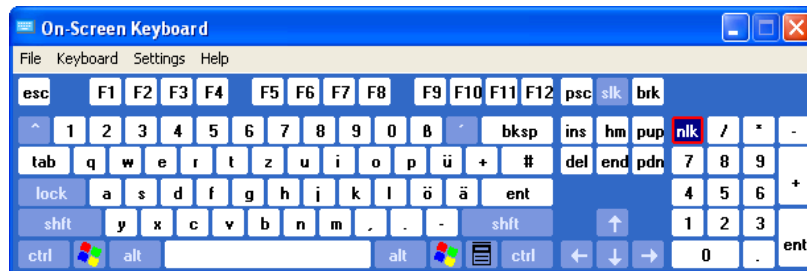 On-Screen Keyboard
File Keyboard Settings Help
esc F1 F2 F3 F4 F5 F6 F7 F8 F9 F10 F11 F12 psc slk brk
^ 1 2 3 4 5 6 7 8 9 0 ß ´ bksp ins hm pup nlk / * -
tab q w e r t z u i o p ü + # del end pdn 7 8 9 +
lock a s d f g h j k l ö ä ent 4 5 6
shft y x c v b n m , . - shft ↑ 1 2 3 ent
ctrl alt alt ctrl ← ↓ → 0 .